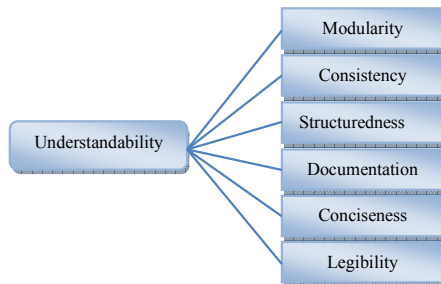 Modularity
Consistency
Understandability
Structuredness
Documentation
Conciseness
Legibility